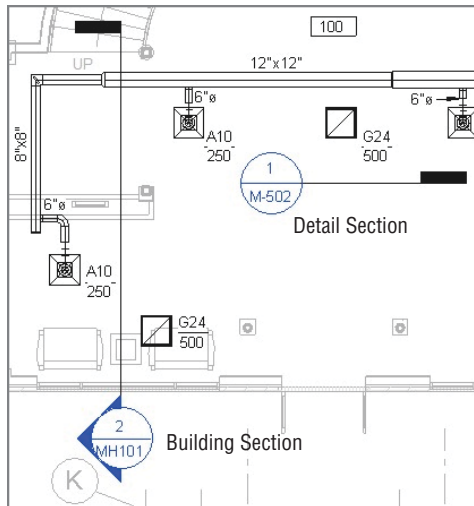 100
UP
12"x12"
8"x8"
6"ø
A10
250
G24
500
6"ø
1
M-502
Detail Section
6"ø
A10
250
G24
500
2
MH101
Building Section
K